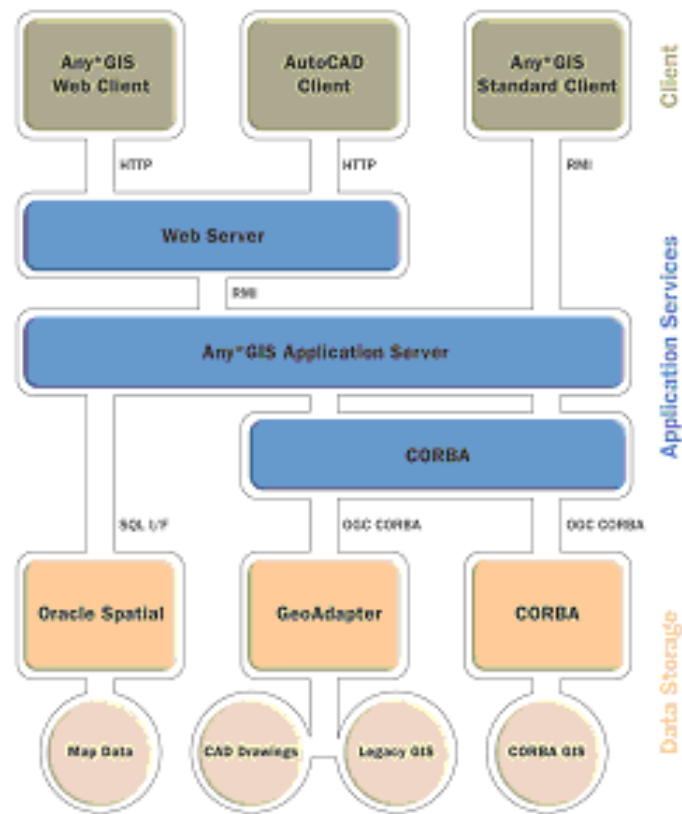 Any*GIS
Web Client
AutoCAD
Client
Any*GIS
Standard Client
Client
HTTP
HTTP
RMI
Web Server
RMI
Any*GIS Application Server
Application Services
CORBA
SQL I/F
OGC CORBA
OGC CORBA
Oracle Spatial
GeoAdapter
CORBA
Data Storage
Map Data
CAD Drawings
Legacy GIS
CORBA GIS